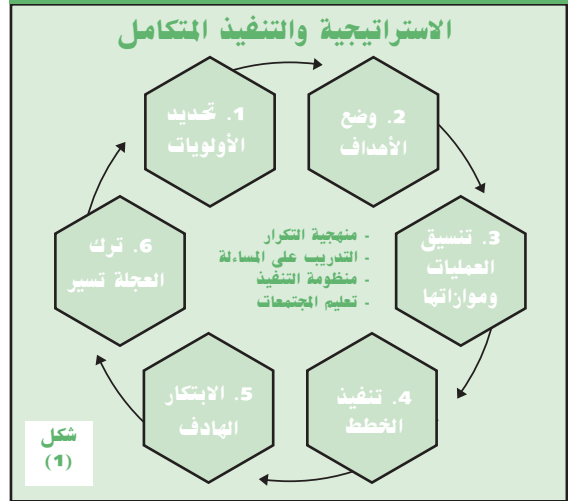 الاستراتيجية والتنفيذ المتكامل
1. تحديد
الأولويات
2. وضع
الأهداف
3. تنسيق
العمليات
وموازاتها
4. تنفيذ
الخطط
5. الابتكار
الهادف
6. ترك
العجلة تسير
- منهجية التكرار
- التدريب على المساءلة
- منظومة التنفيذ
- تعليم المجتمعات
شكل
(1)